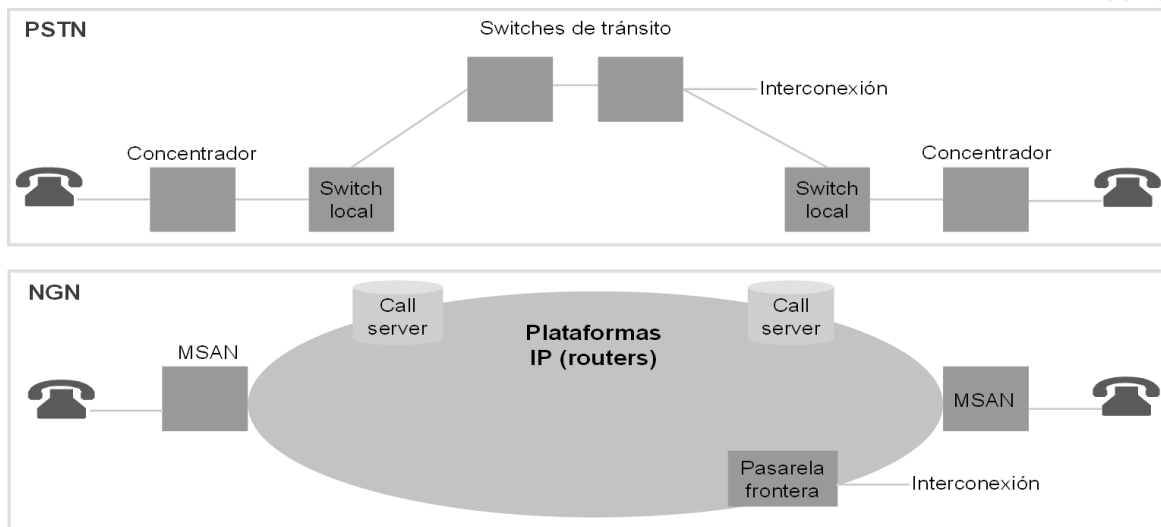 PSTN
Switches de tránsito
Interconexión
Concentrador
Concentrador
Switch
local
Switch
local
NGN
Call
server
Call
server
Plataformas
IP (routers)
MSAN
MSAN
Pasarela
frontera
Interconexión